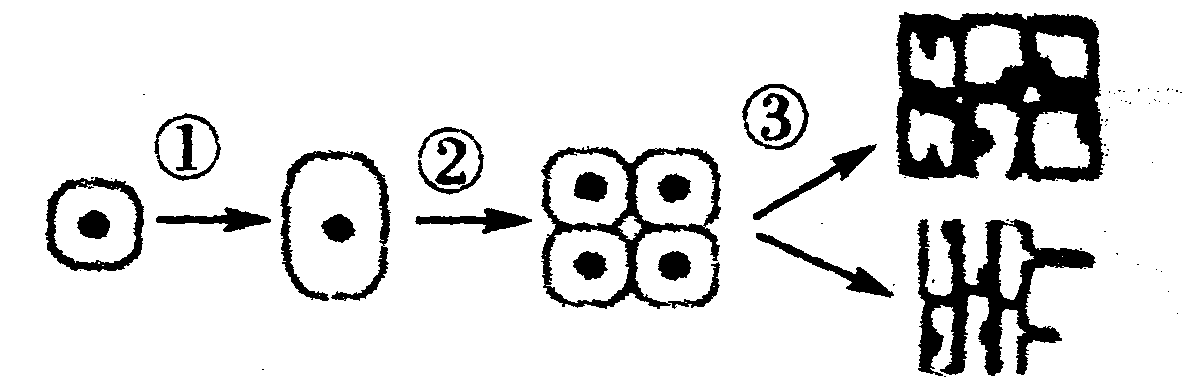 ①
②
③